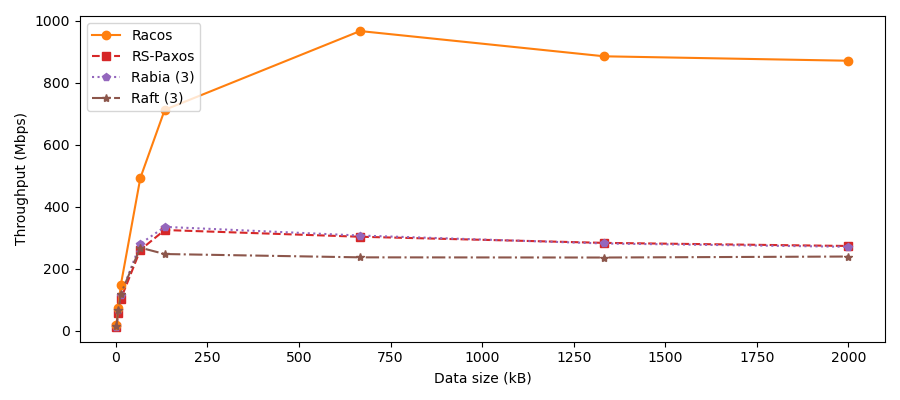 1000
800
600
400
200
0
Throughput (Mbps)
Racos
RS-Paxos
Rabia (3)
Raft (3)
0 250 500 750 1000 1250 1500 1750 2000
Data size (kB)